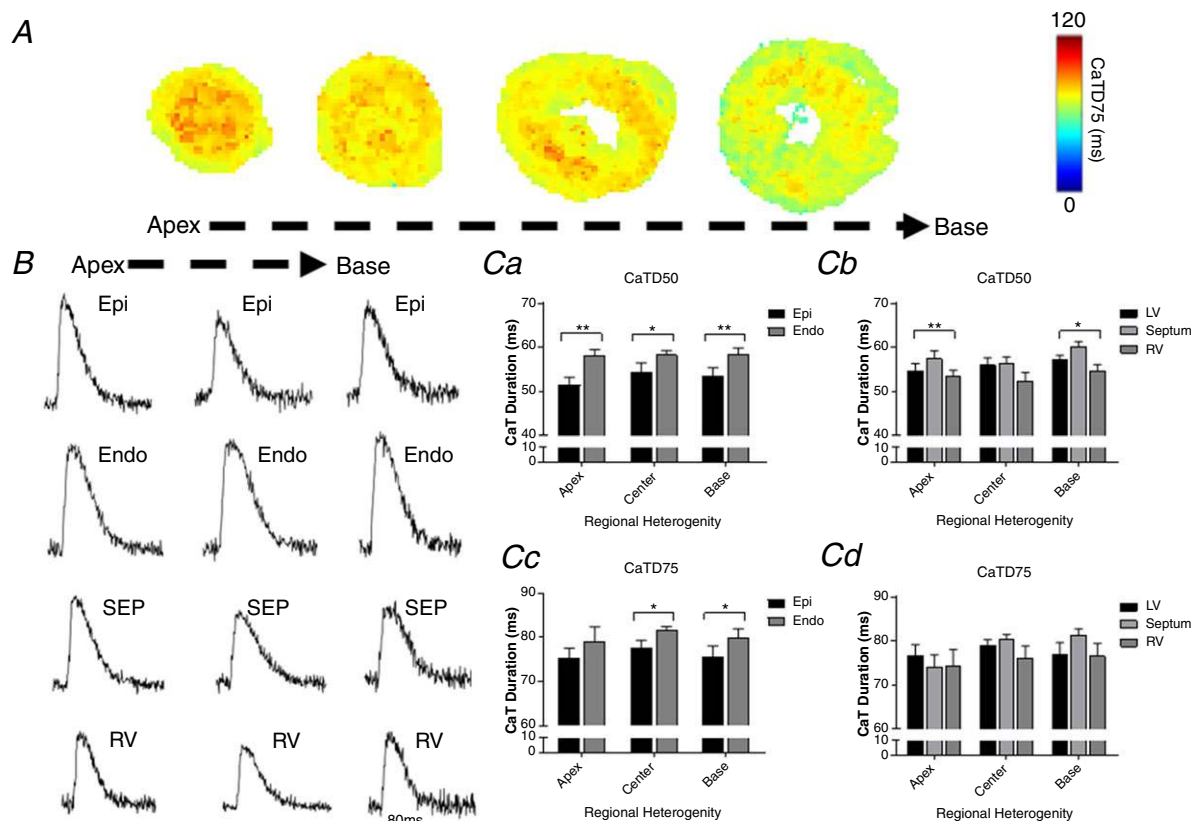 A
120
CaTD75 (ms)
0
Apex
Base
B
Apex
Base
Epi
Epi
Epi
Endo
Endo
Endo
SEP
SEP
SEP
RV
RV
RV
80ms
Ca
CaTD50
70
60
50
40
10
0
CaT Duration (ms)
**
*
**
Epi
Endo
Apex
Center
Base
Regional Heterogenity
Cb
CaTD50
70
60
50
40
10
0
CaT Duration (ms)
**
*
LV
Septum
RV
Apex
Center
Base
Regional Heterogenity
Cc
CaTD75
90
80
70
60
10
0
CaT Duration (ms)
*
*
Epi
Endo
Apex
Center
Base
Regional Heterogenity
Cd
CaTD75
90
80
70
60
10
0
CaT Duration (ms)
LV
Septum
RV
Apex
Center
Base
Regional Heterogenity